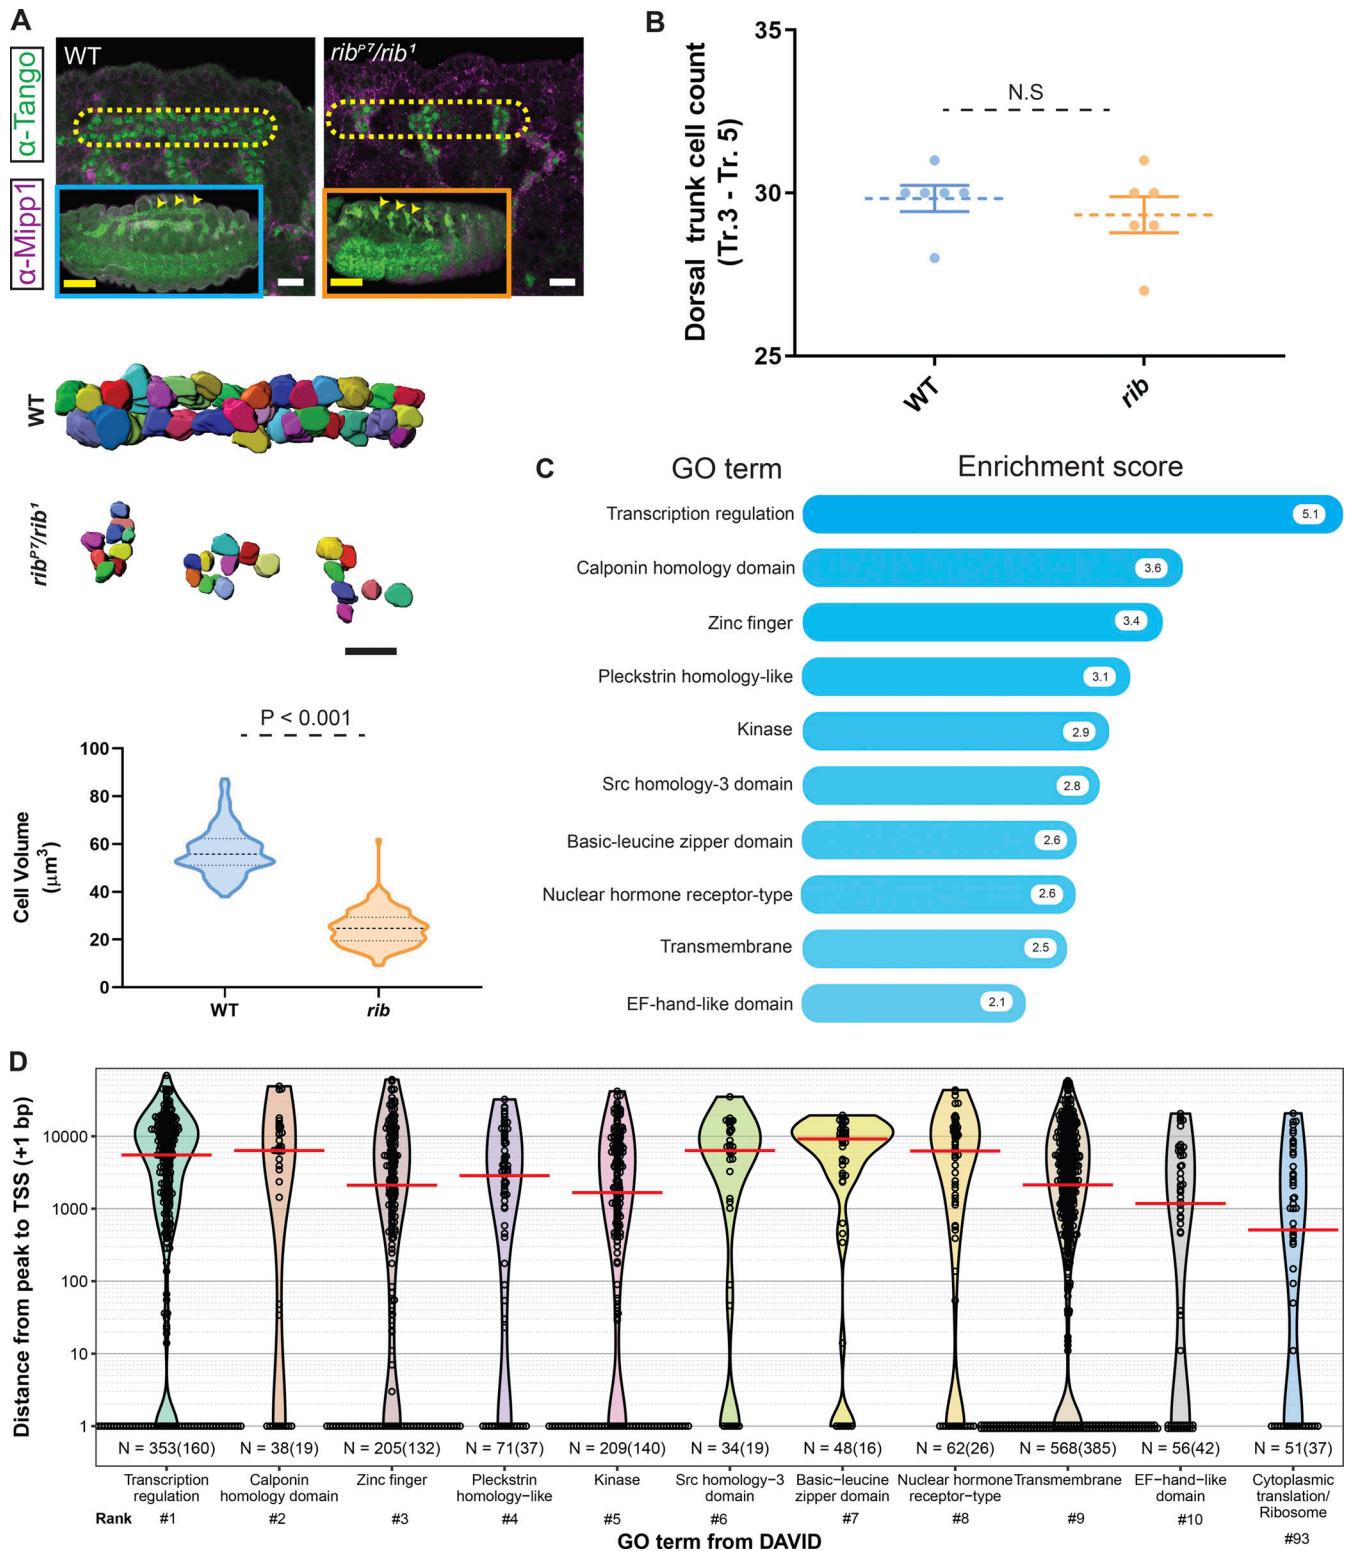 A
α-Tango
α-Mipp1
WT
ribᴾ⁷/rib¹
WT
ribᴾ⁷/rib¹
P < 0.001
Cell Volume
(μm³)
100
80
60
40
20
0
WT
rib
B
Dorsal trunk cell count
(Tr.3 - Tr. 5)
35
30
25
N.S
WT
rib
C
GO term
Enrichment score
Transcription regulation 5.1
Calponin homology domain 3.6
Zinc finger 3.4
Pleckstrin homology-like 3.1
Kinase 2.9
Src homology-3 domain 2.8
Basic-leucine zipper domain 2.6
Nuclear hormone receptor-type 2.6
Transmembrane 2.5
EF-hand-like domain 2.1
D
Distance from peak to TSS (+1 bp)
10000
1000
100
10
1
N = 353(160) N = 38(19) N = 205(132) N = 71(37) N = 209(140) N = 34(19) N = 48(16) N = 62(26) N = 568(385) N = 56(42) N = 51(37)
Transcription
regulation
Calponin
homology domain
Zinc finger
Pleckstrin
homology−like
Kinase
Src homology−3
domain
Basic−leucine
zipper domain
Nuclear hormone
receptor−type
Transmembrane
EF−hand−like
domain
Cytoplasmic
translation/
Ribosome
Rank #1 #2 #3 #4 #5 #6 #7 #8 #9 #10 #93
GO term from DAVID